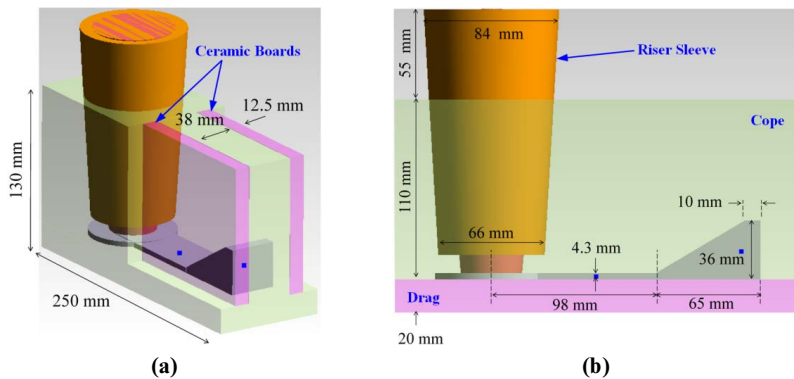 Ceramic Boards
12.5 mm
38 mm
130 mm
250 mm
(a)
84 mm
Riser Sleeve
55 mm
Cope
110 mm
10 mm
66 mm
4.3 mm
36 mm
Drag
98 mm
65 mm
20 mm
(b)